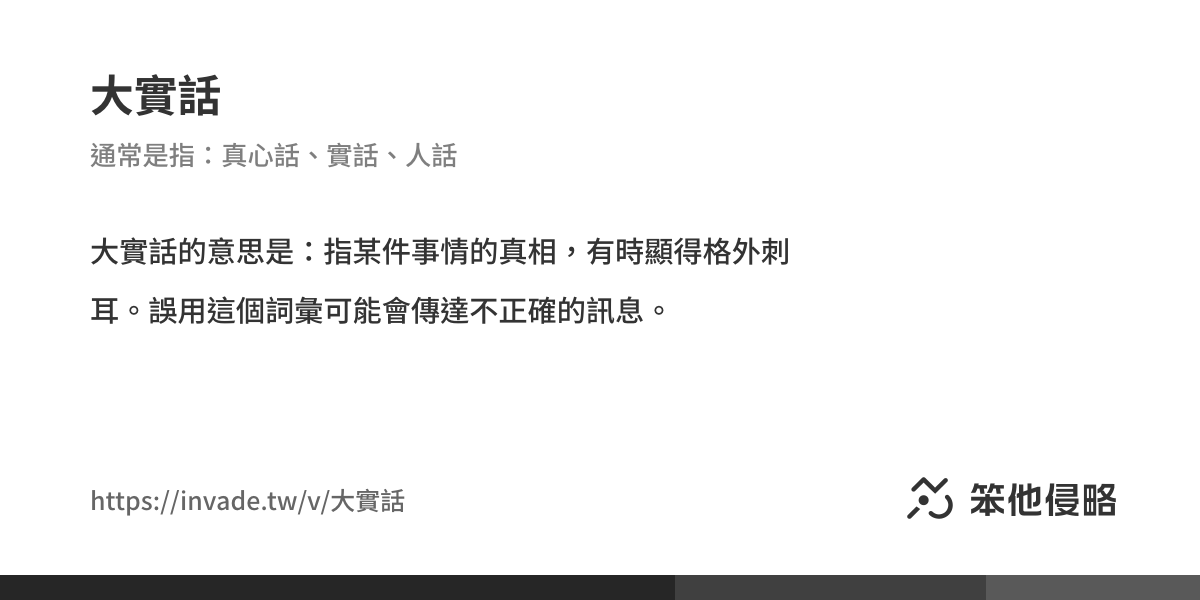 大實話
通常是指：真心話、實話、人話
大實話的意思是：指某件事情的真相，有時顯得格外刺
耳。誤用這個詞彙可能會傳達不正確的訊息。
https://invade.tw/v/大實話
笨他侵略